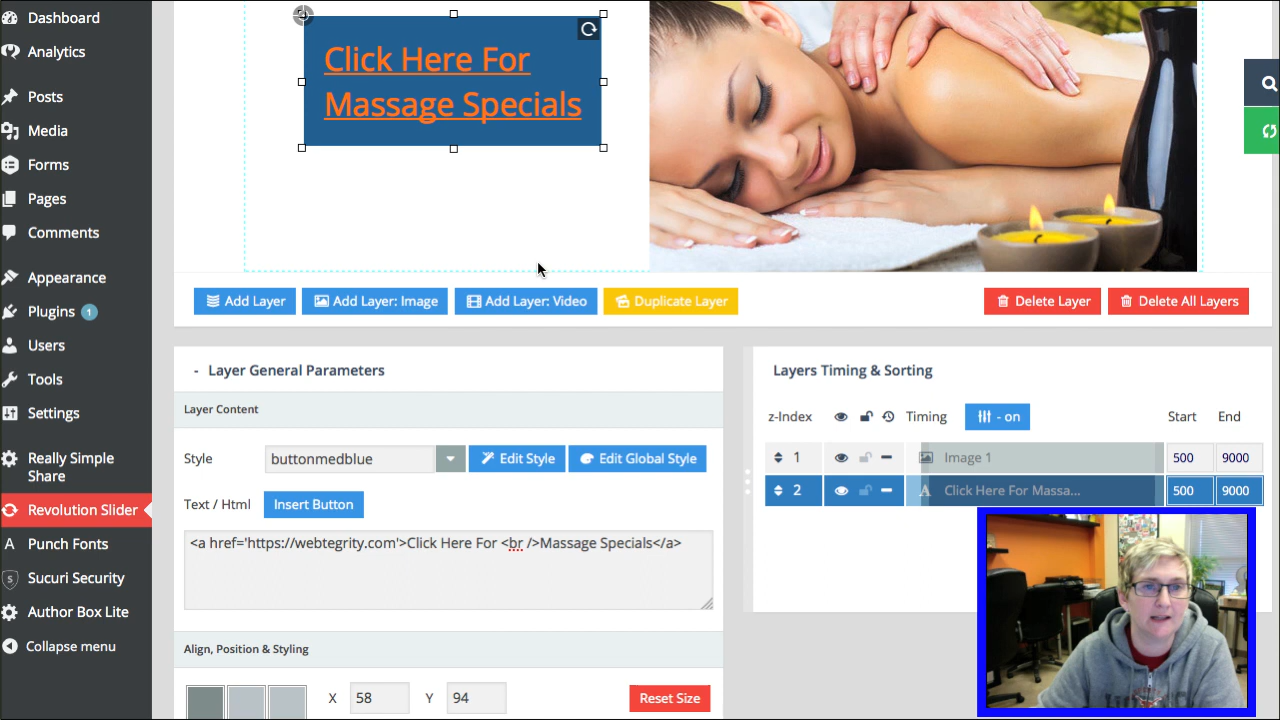 Dashboard
Analytics
Posts
Media
Forms
Pages
Comments
Appearance
Plugins 1
Users
Tools
Settings
Really Simple
Share
Revolution Slider
Punch Fonts
Sucuri Security
Author Box Lite
Collapse menu
Click Here For
Massage Specials
Add Layer
Add Layer: Image
Add Layer: Video
Duplicate Layer
Delete Layer
Delete All Layers
- Layer General Parameters
Layer Content
Style buttonmedblue Edit Style Edit Global Style
Text / Html Insert Button
<a href='https://webtegrity.com'>Click Here For <br />Massage Specials</a>
Align, Position & Styling
X 58 Y 94 Reset Size
Layers Timing & Sorting
z-Index Timing - on Start End
1 Image 1 500 9000
2 Click Here For Massa... 500 9000